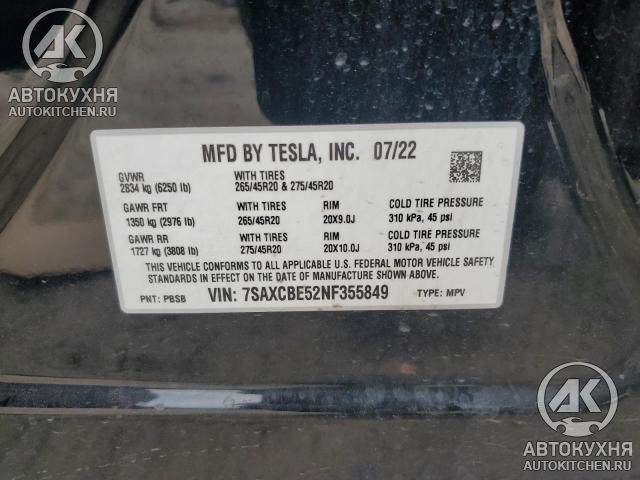 АК
АВТОКУХНЯ
AUTOKITCHEN.RU
MFD BY TESLA, INC. 07/22
GVWR WITH TIRES
2834 kg (6250 lb) 265/45R20 & 275/45R20
GAWR FRT WITH TIRES RIM COLD TIRE PRESSURE
1350 kg (2976 lb) 265/45R20 20X9.0J 310 kPa, 45 psi
GAWR RR WITH TIRES RIM COLD TIRE PRESSURE
1727 kg (3808 lb) 275/45R20 20X10.0J 310 kPa, 45 psi
THIS VEHICLE CONFORMS TO ALL APPLICABLE U.S. FEDERAL MOTOR VEHICLE SAFETY
STANDARDS IN EFFECT ON THE DATE OF MANUFACTURE SHOWN ABOVE.
PNT: PBSB VIN: 7SAXCBE52NF355849 TYPE: MPV
АК
АВТОКУХНЯ
AUTOKITCHEN.RU